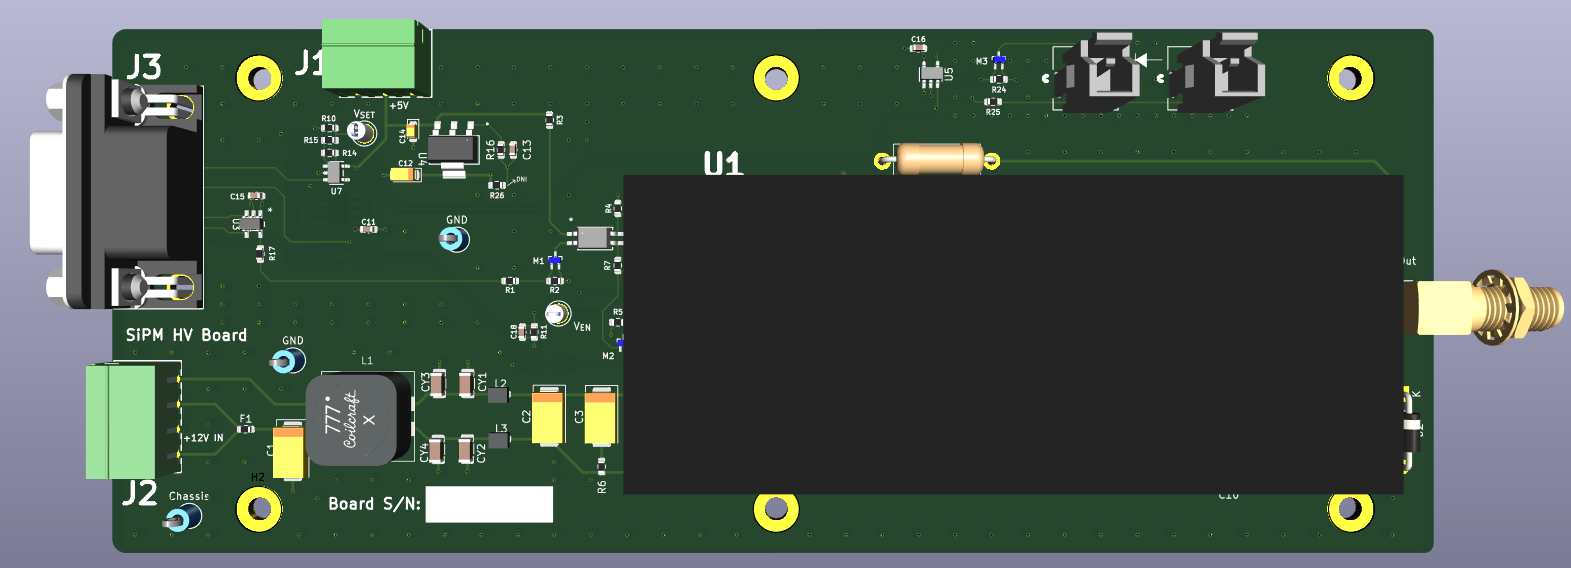 J3
J1
+5V
C16
U5
M3
R24
R25
VSET
R10
R15
R14
U7
C14
C12
U4
R16
C13
R3
R26
DNI
U1
C15
U3
R17
C11
GND
R4
R7
M1
R1
R2
Out
SiPM HV Board
VEN
C18
R11
R5
M2
GND
L1
777
Coilcraft
X
CY3
CY1
L2
C2
C3
K
F1
+12V IN
C1
CY4
CY2
L3
R6
H2
J2
Chassis
Board S/N:
C10